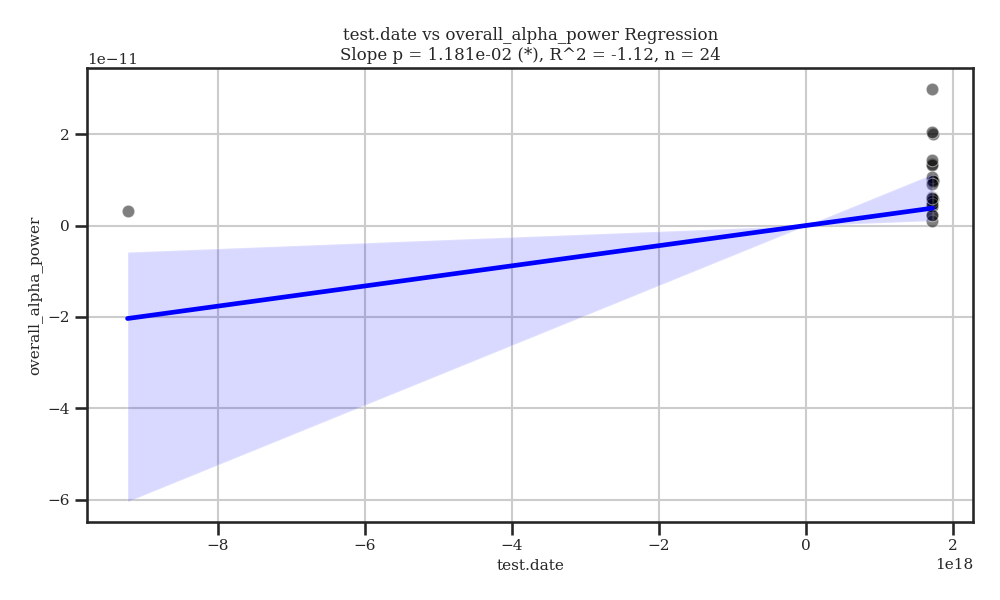 test.date vs overall_alpha_power Regression
Slope p = 1.181e-02 (*), R^2 = -1.12, n = 24
1e−11
2
0
−2
−4
−6
overall_alpha_power
−8
−6
−4
−2
0
2
test.date
1e18